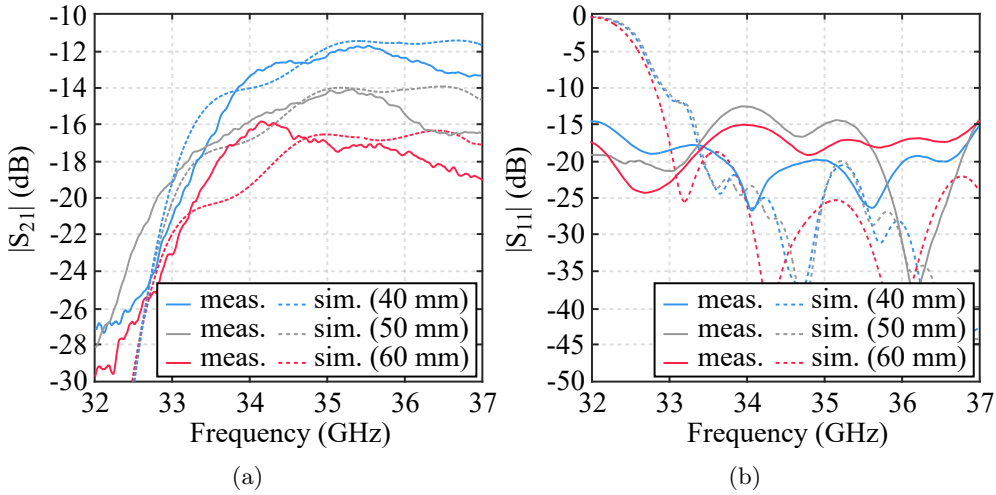 -10
-12
-14
-16
-18
-20
-22
-24
-26
-28
-30
|S21| (dB)
meas. sim. (40 mm)
meas. sim. (50 mm)
meas. sim. (60 mm)
32 33 34 35 36 37
Frequency (GHz)
(a)
0
-5
-10
-15
-20
-25
-30
-35
-40
-45
-50
|S11| (dB)
meas. sim. (40 mm)
meas. sim. (50 mm)
meas. sim. (60 mm)
32 33 34 35 36 37
Frequency (GHz)
(b)